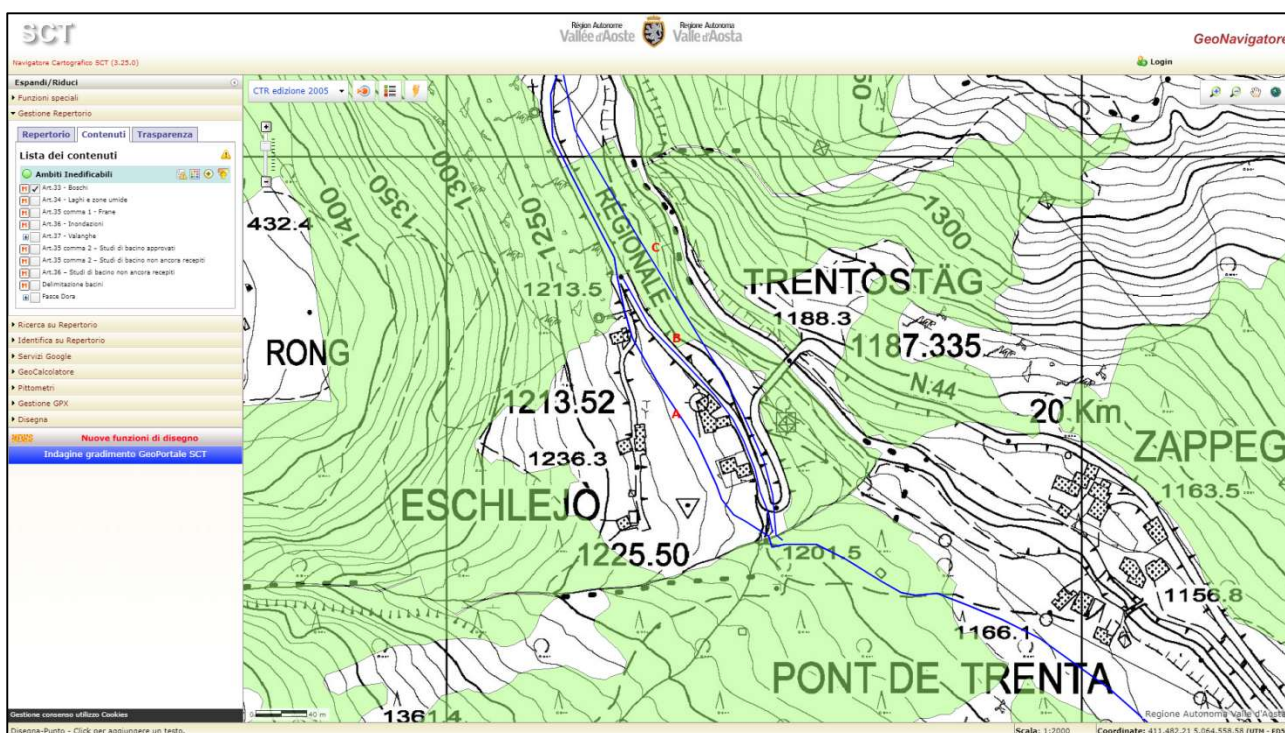 SCT
Région Autonome
Vallée d'Aoste
Regione Autonoma
Valle d'Aosta
GeoNavigatore
Navigatore Cartografico SCT (3.25.0)
Login
Espandi/Riduci
Funzioni speciali
Gestione Repertorio
Repertorio Contenuti Trasparenza
Lista dei contenuti
Ambiti Inedificabili
Art.33 - Boschi
Art.34 - Laghi e zone umide
Art.35 comma 1 - Frane
Art.36 - Inondazioni
Art.37 - Valanghe
Art.35 comma 2 - Studi di bacino approvati
Art.35 comma 2 - Studi di bacino non ancora recepiti
Art.36 - Studi di bacino non ancora recepiti
Delimitazione bacini
Fasce Dora
Ricerca su Repertorio
Identifica su Repertorio
Servizi Google
GeoCalcolatore
Pittometri
Gestione GPX
Disegna
NEWS Nuove funzioni di disegno
Indagine gradimento GeoPortale SCT
Gestione consenso utilizzo Cookies
CTR edizione 2005
1400
1350
1300
1250
432.4
REGIONALE
C
1300
1213.5
TRENTÒSTÄG
1188.3
RONG
B
1187.335
N.44
1213.52
A
20 Km
1236.3
ZAPPEG
1163.5
ESCHLEJÒ
1225.50
1201.5
1156.8
1166.1
PONT DE TRENTA
1361.4
0 40 m
Regione Autonoma Valle d'Aosta
Disegna-Punto - Click per aggiungere un testo.
Scala: 1:2000
Coordinate: 411.482,21 5.064.558,58 (UTM - ED5